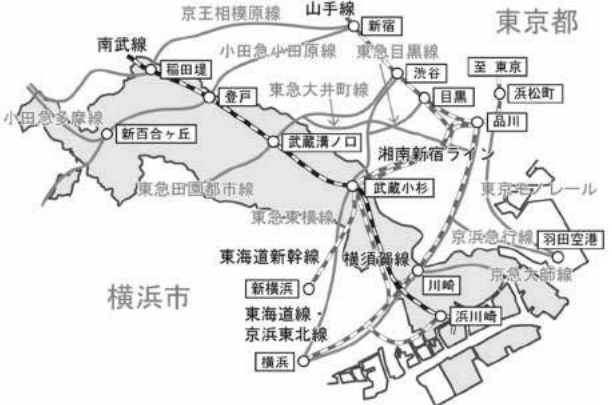 京王相模原線
山手線
新宿
東京都
南武線
小田急小田原線
東急目黒線
稲田堤
渋谷
至 東京
東急大井町線
目黒
浜松町
登戸
小田急多摩線
品川
新百合ヶ丘
武蔵溝ノ口
湘南新宿ライン
東急田園都市線
武蔵小杉
東京モノレール
東急東横線
京浜急行線
東海道新幹線
横須賀線
羽田空港
新横浜
川崎
京急大師線
横浜市
東海道線・
京浜東北線
浜川崎
横浜